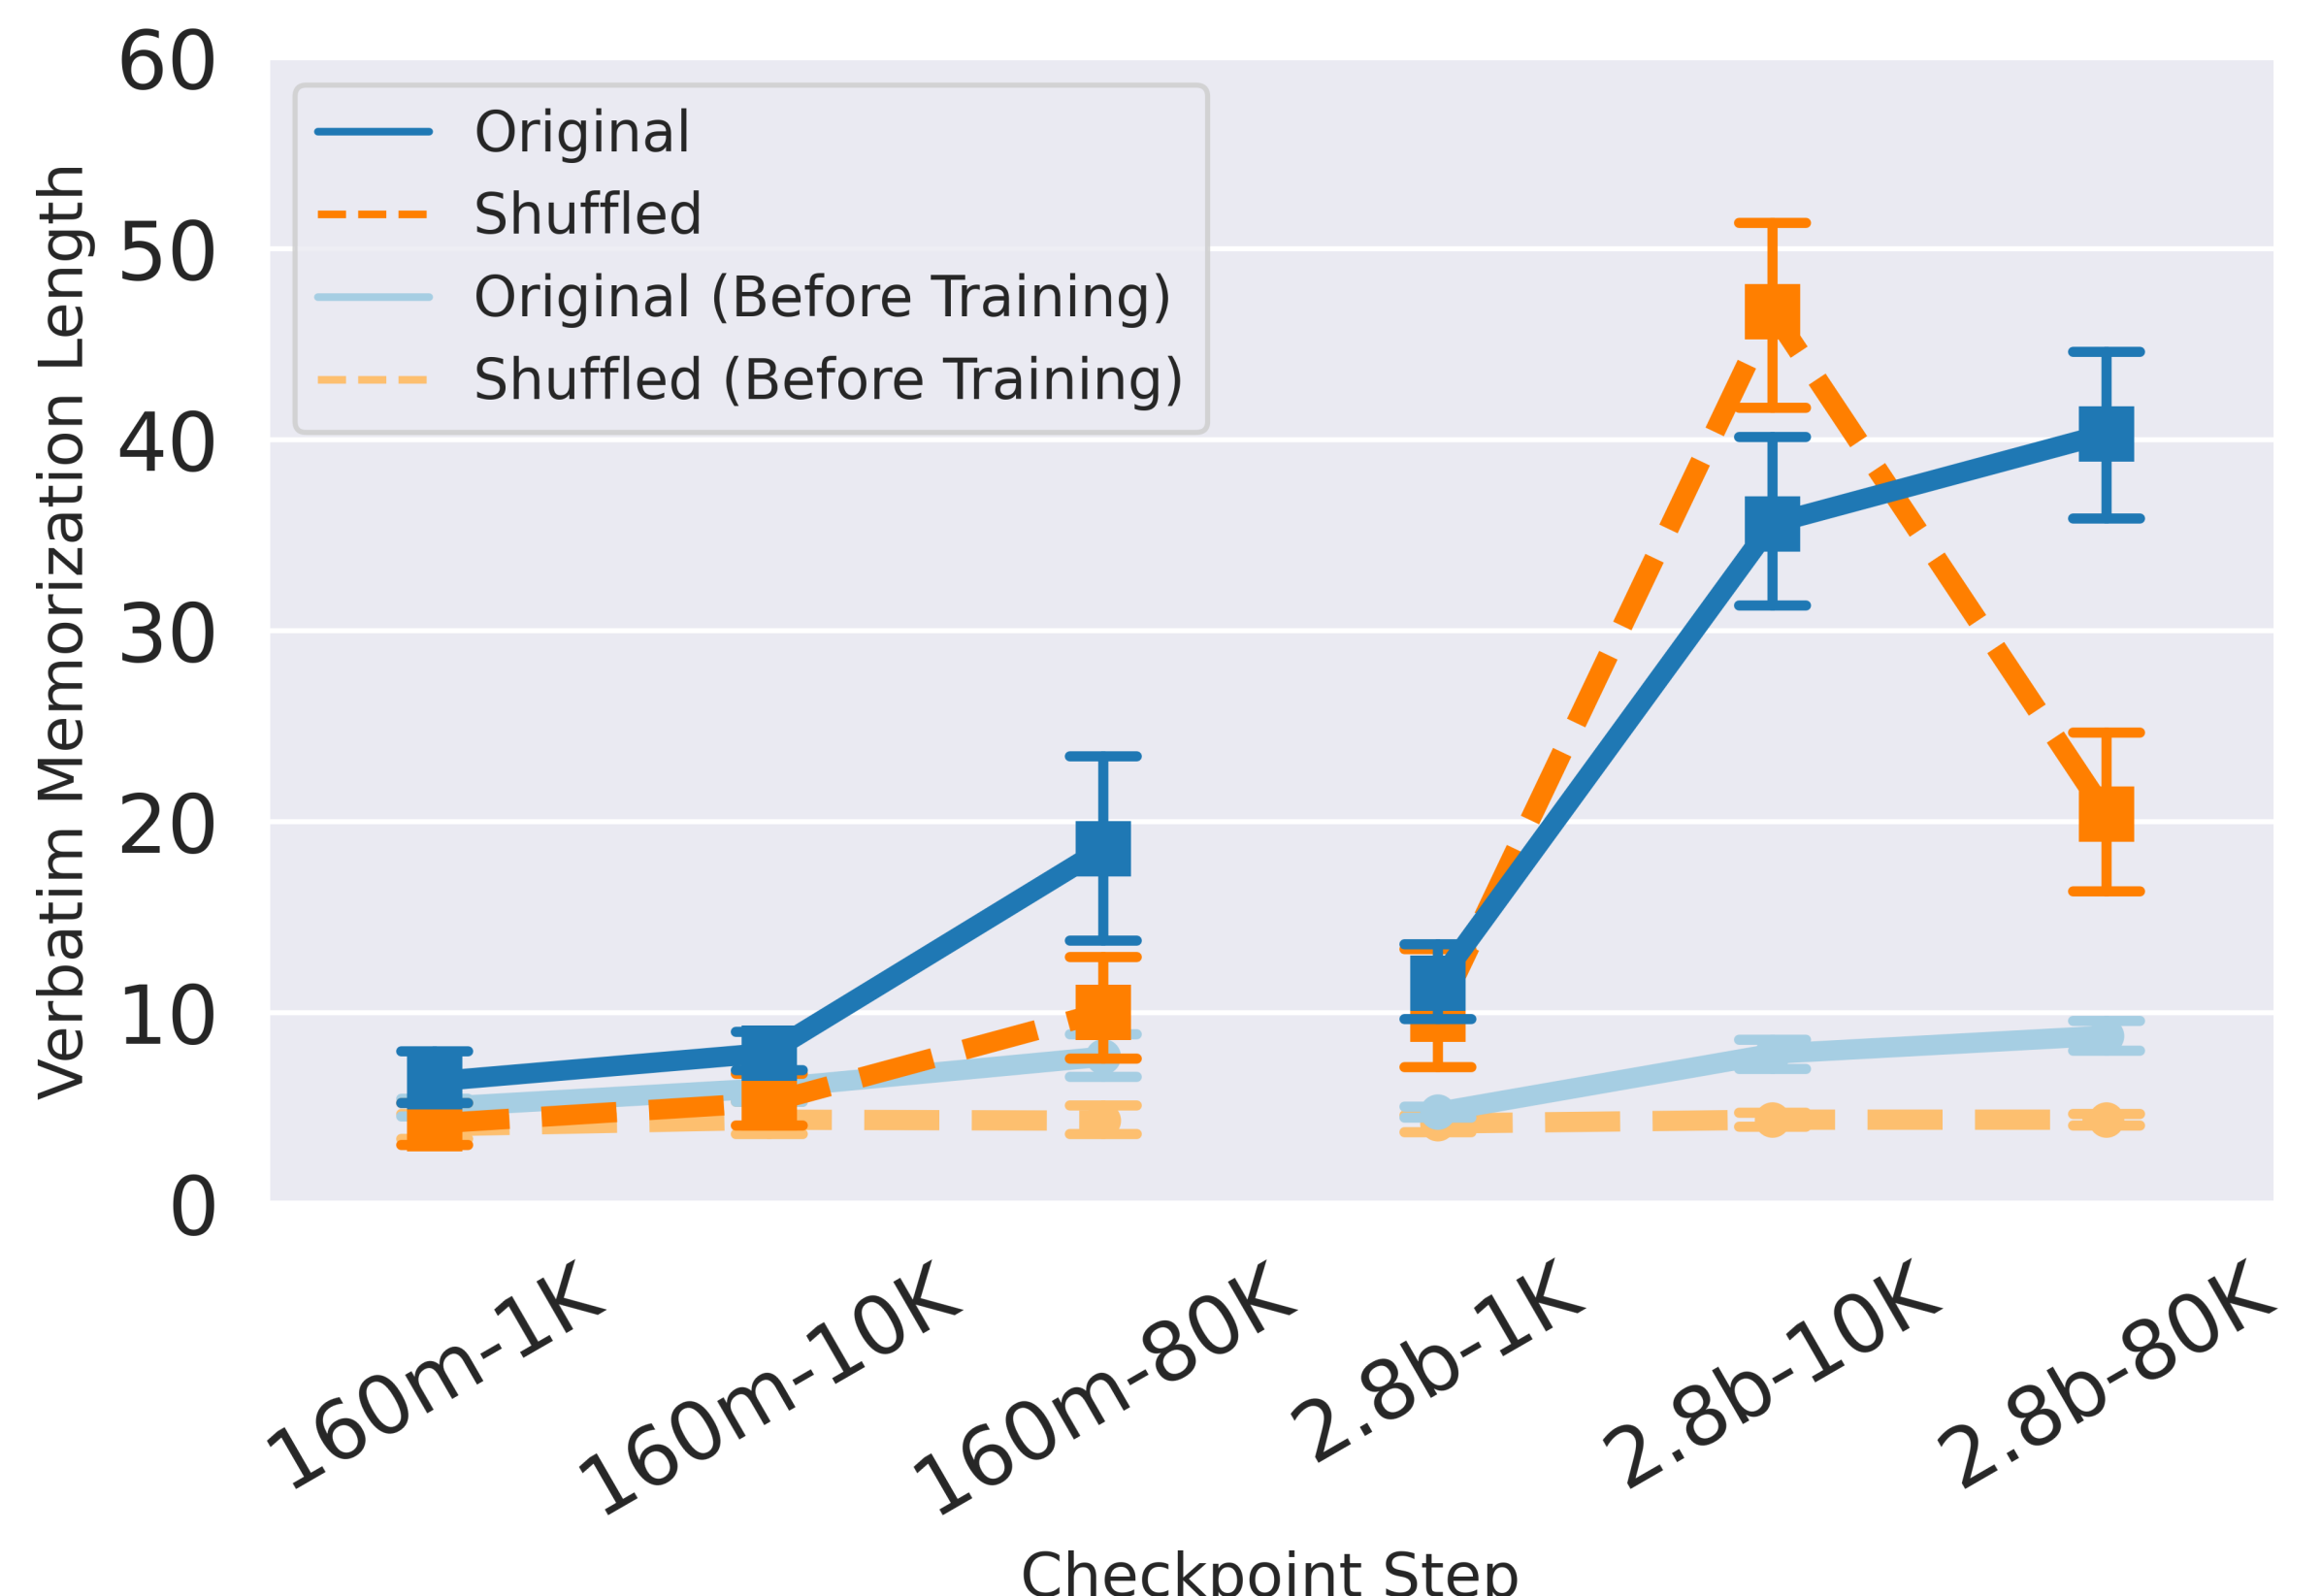 60
50
40
30
20
10
0
Verbatim Memorization Length
Original
Shuffled
Original (Before Training)
Shuffled (Before Training)
160m-1K
160m-10K
160m-80K
2.8b-1K
2.8b-10K
2.8b-80K
Checkpoint Step